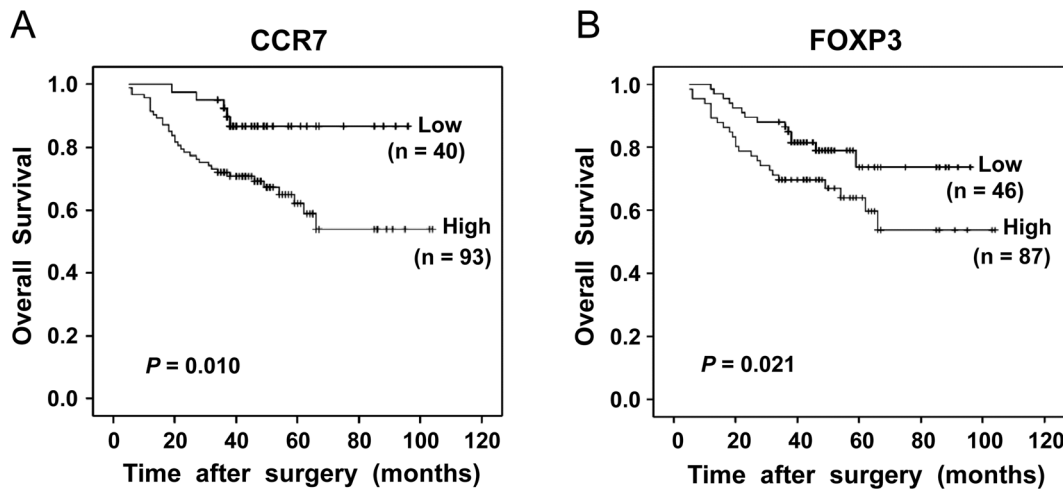 A
CCR7
Overall Survival
1.0
0.8
0.6
0.4
0.2
0.0
Low
(n = 40)
High
(n = 93)
P = 0.010
0 20 40 60 80 100 120
Time after surgery (months)
B
FOXP3
Overall Survival
1.0
0.8
0.6
0.4
0.2
0.0
Low
(n = 46)
High
(n = 87)
P = 0.021
0 20 40 60 80 100 120
Time after surgery (months)